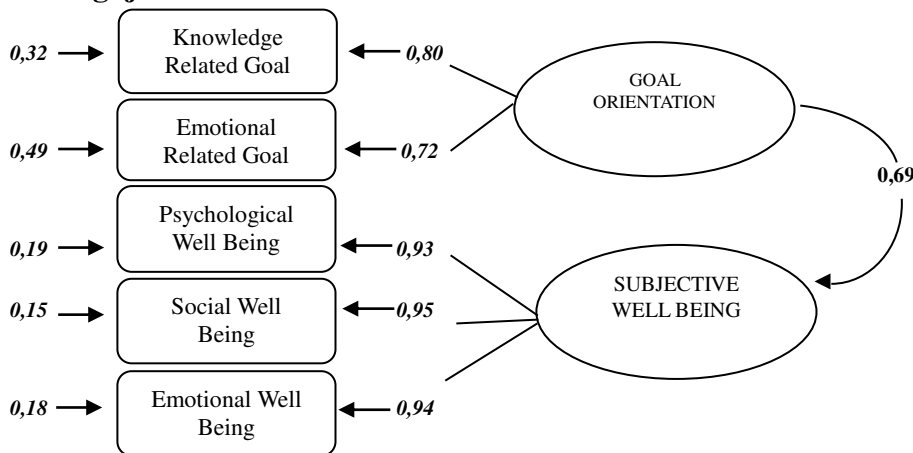 0,32
Knowledge
Related Goal
0,80
GOAL
ORIENTATION
0,49
Emotional
Related Goal
0,72
0,69
0,19
Psychological
Well Being
0,93
SUBJECTIVE
WELL BEING
0,15
Social Well
Being
0,95
0,18
Emotional Well
Being
0,94